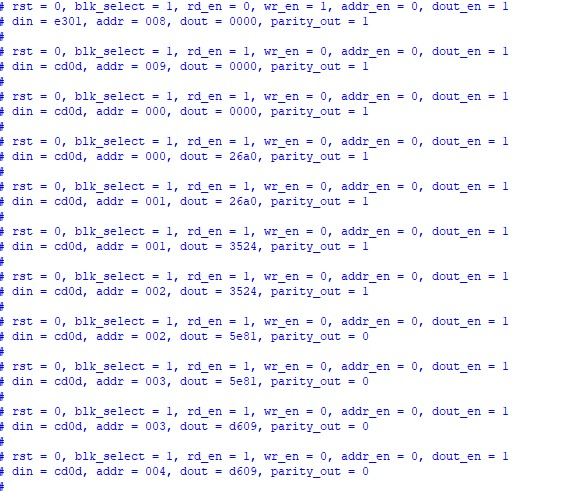 # rst = 0, blk_select = 1, rd_en = 0, wr_en = 1, addr_en = 0, dout_en = 1
# din = e301, addr = 008, dout = 0000, parity_out = 1
#
# rst = 0, blk_select = 1, rd_en = 1, wr_en = 0, addr_en = 0, dout_en = 1
# din = cd0d, addr = 009, dout = 0000, parity_out = 1
#
# rst = 0, blk_select = 1, rd_en = 1, wr_en = 0, addr_en = 0, dout_en = 1
# din = cd0d, addr = 000, dout = 0000, parity_out = 1
#
# rst = 0, blk_select = 1, rd_en = 1, wr_en = 0, addr_en = 0, dout_en = 1
# din = cd0d, addr = 000, dout = 26a0, parity_out = 1
#
# rst = 0, blk_select = 1, rd_en = 1, wr_en = 0, addr_en = 0, dout_en = 1
# din = cd0d, addr = 001, dout = 26a0, parity_out = 1
#
# rst = 0, blk_select = 1, rd_en = 1, wr_en = 0, addr_en = 0, dout_en = 1
# din = cd0d, addr = 001, dout = 3524, parity_out = 1
#
# rst = 0, blk_select = 1, rd_en = 1, wr_en = 0, addr_en = 0, dout_en = 1
# din = cd0d, addr = 002, dout = 3524, parity_out = 1
#
# rst = 0, blk_select = 1, rd_en = 1, wr_en = 0, addr_en = 0, dout_en = 1
# din = cd0d, addr = 002, dout = 5e81, parity_out = 0
#
# rst = 0, blk_select = 1, rd_en = 1, wr_en = 0, addr_en = 0, dout_en = 1
# din = cd0d, addr = 003, dout = 5e81, parity_out = 0
#
# rst = 0, blk_select = 1, rd_en = 1, wr_en = 0, addr_en = 0, dout_en = 1
# din = cd0d, addr = 003, dout = d609, parity_out = 0
#
# rst = 0, blk_select = 1, rd_en = 1, wr_en = 0, addr_en = 0, dout_en = 1
# din = cd0d, addr = 004, dout = d609, parity_out = 0
#